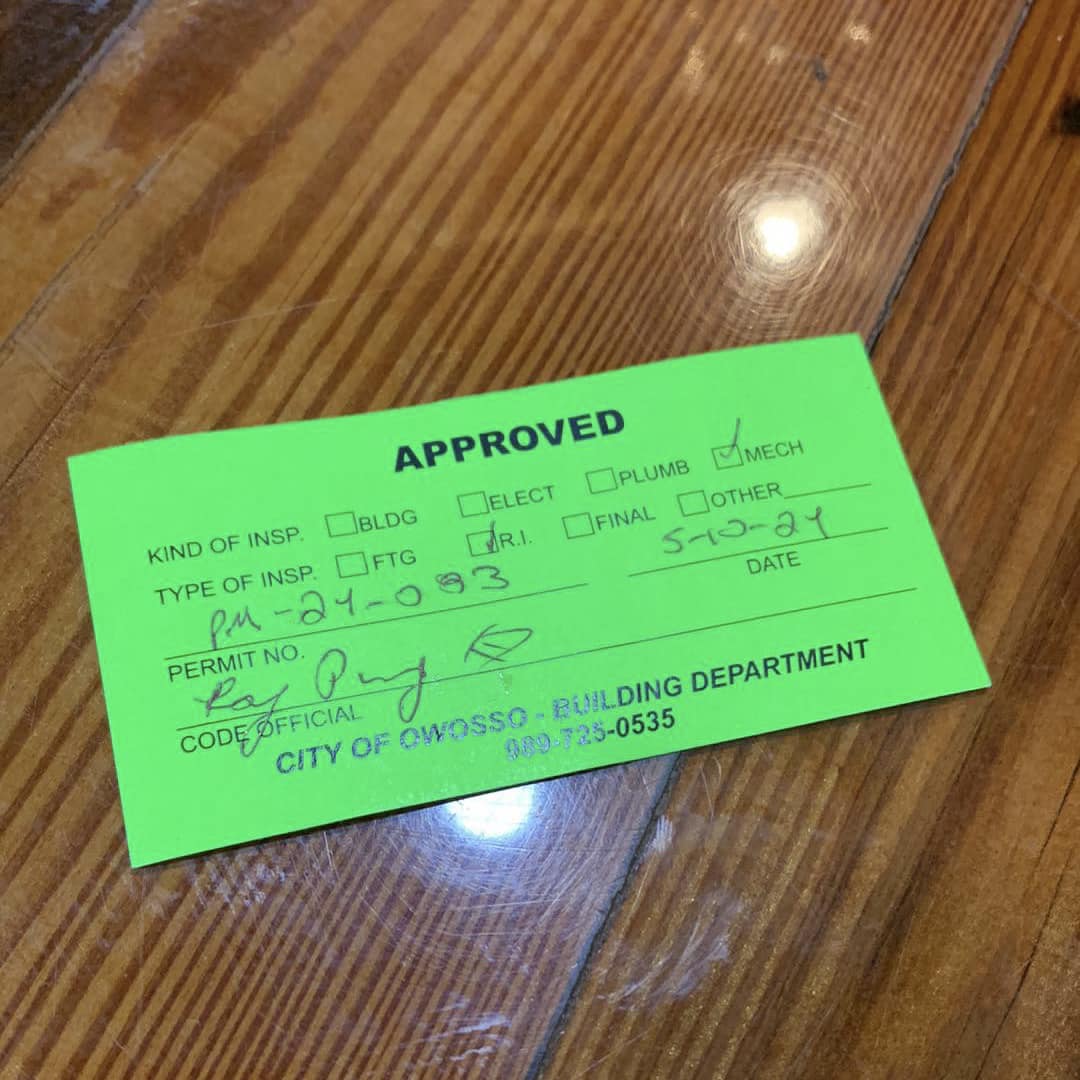 APPROVED
KIND OF INSP. BLDG ELECT PLUMB MECH
TYPE OF INSP. FTG R.I. FINAL OTHER
PM-24-093 5-10-24
PERMIT NO. DATE
CODE OFFICIAL
CITY OF OWOSSO - BUILDING DEPARTMENT
989-725-0535